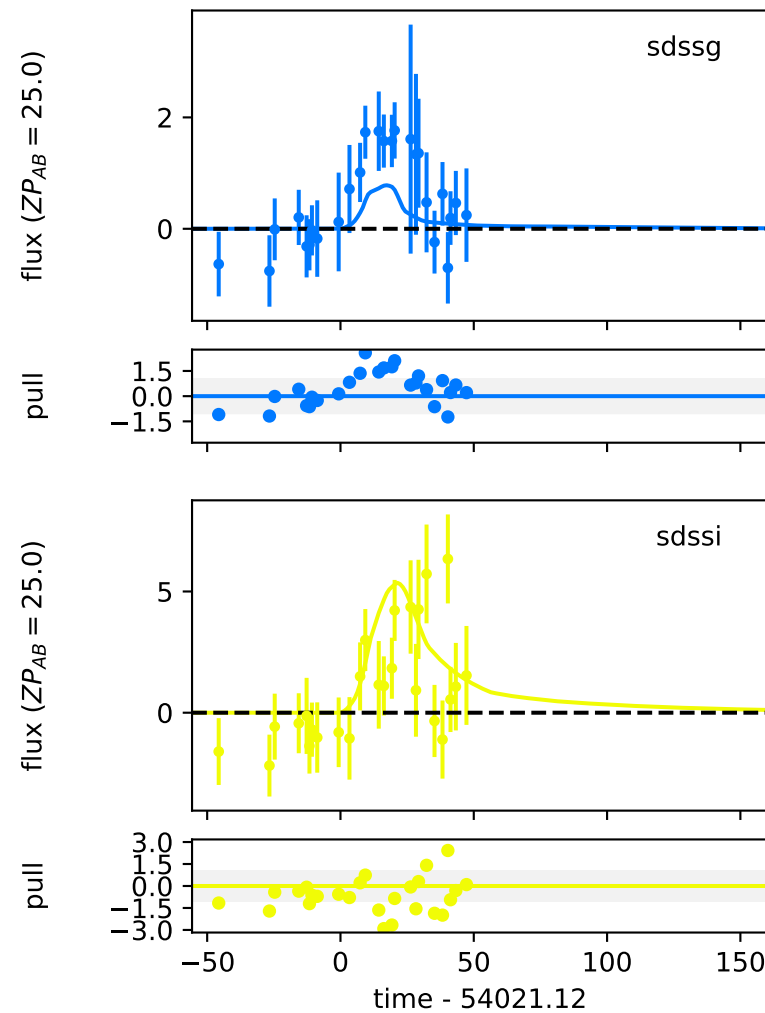 sdssg
flux (ZP_AB = 25.0)
2
0
pull
1.5
0.0
−1.5
sdssi
flux (ZP_AB = 25.0)
5
0
pull
3.0
1.5
0.0
−1.5
−3.0
−50 0 50 100 150
time - 54021.12